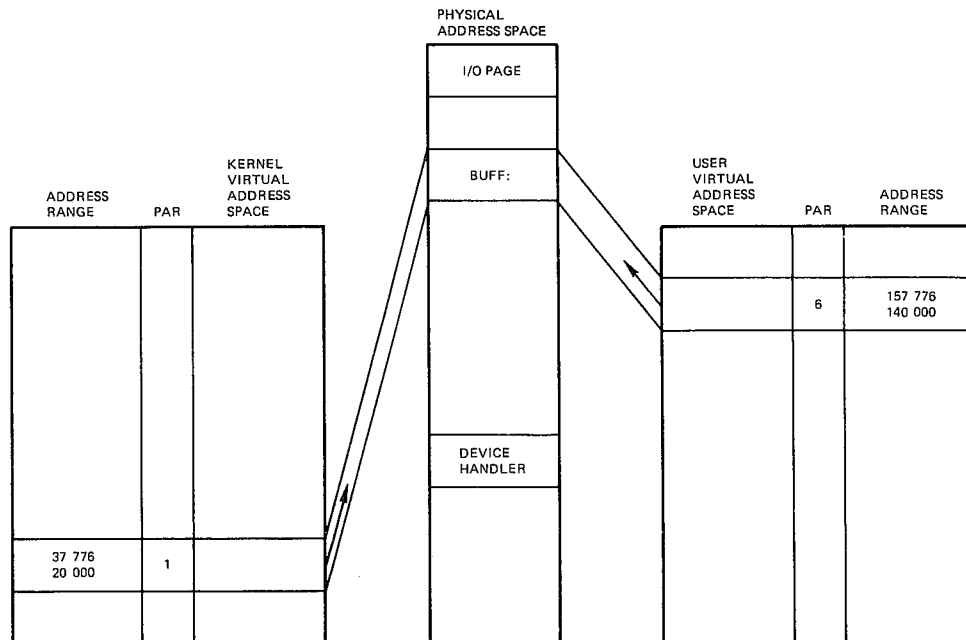 PHYSICAL
ADDRESS SPACE
I/O PAGE
BUFF:
DEVICE
HANDLER
ADDRESS
RANGE
PAR
KERNEL
VIRTUAL
ADDRESS
SPACE
37 776
20 000
1
USER
VIRTUAL
ADDRESS
SPACE
PAR
ADDRESS
RANGE
6
157 776
140 000